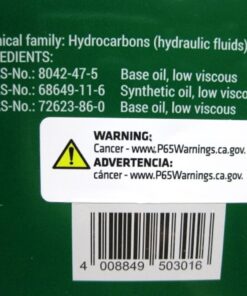 ical family: Hydrocarbons (hydraulic fluids)
EDIENTS:
S-No.: 8042-47-5 Base oil, low viscous
S-No.: 68649-11-6 Synthetic oil, low viscous
S-No.: 72623-86-0 Base oil, low viscous
WARNING:
Cancer - www.P65Warnings.ca.gov.
ADVERTENCIA:
cáncer - www.P65Warnings.ca.gov.
4 008849 503016